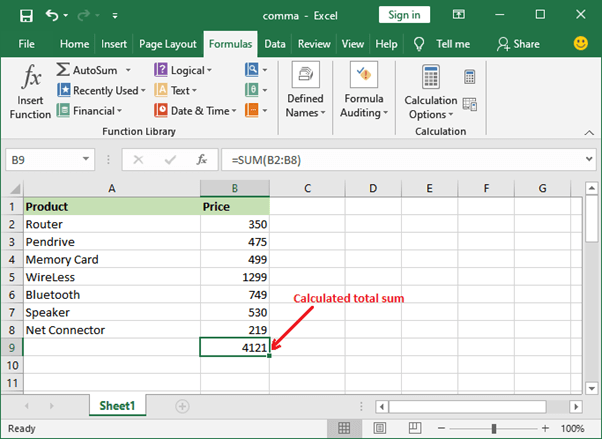 comma - Excel
Sign in
File Home Insert Page Layout Formulas Data Review View Help Tell me Share
fx
Insert Function
AutoSum
Recently Used
Financial
Logical
Text
Date & Time
Defined Names
Formula Auditing
Calculation Options
Function Library
Calculation
B9 fx =SUM(B2:B8)
A B C D E F G
1 Product Price
2 Router 350
3 Pendrive 475
4 Memory Card 499
5 WireLess 1299
6 Bluetooth 749
Calculated total sum
7 Speaker 530
8 Net Connector 219
9 4121
10
11
Sheet1
Ready 100%